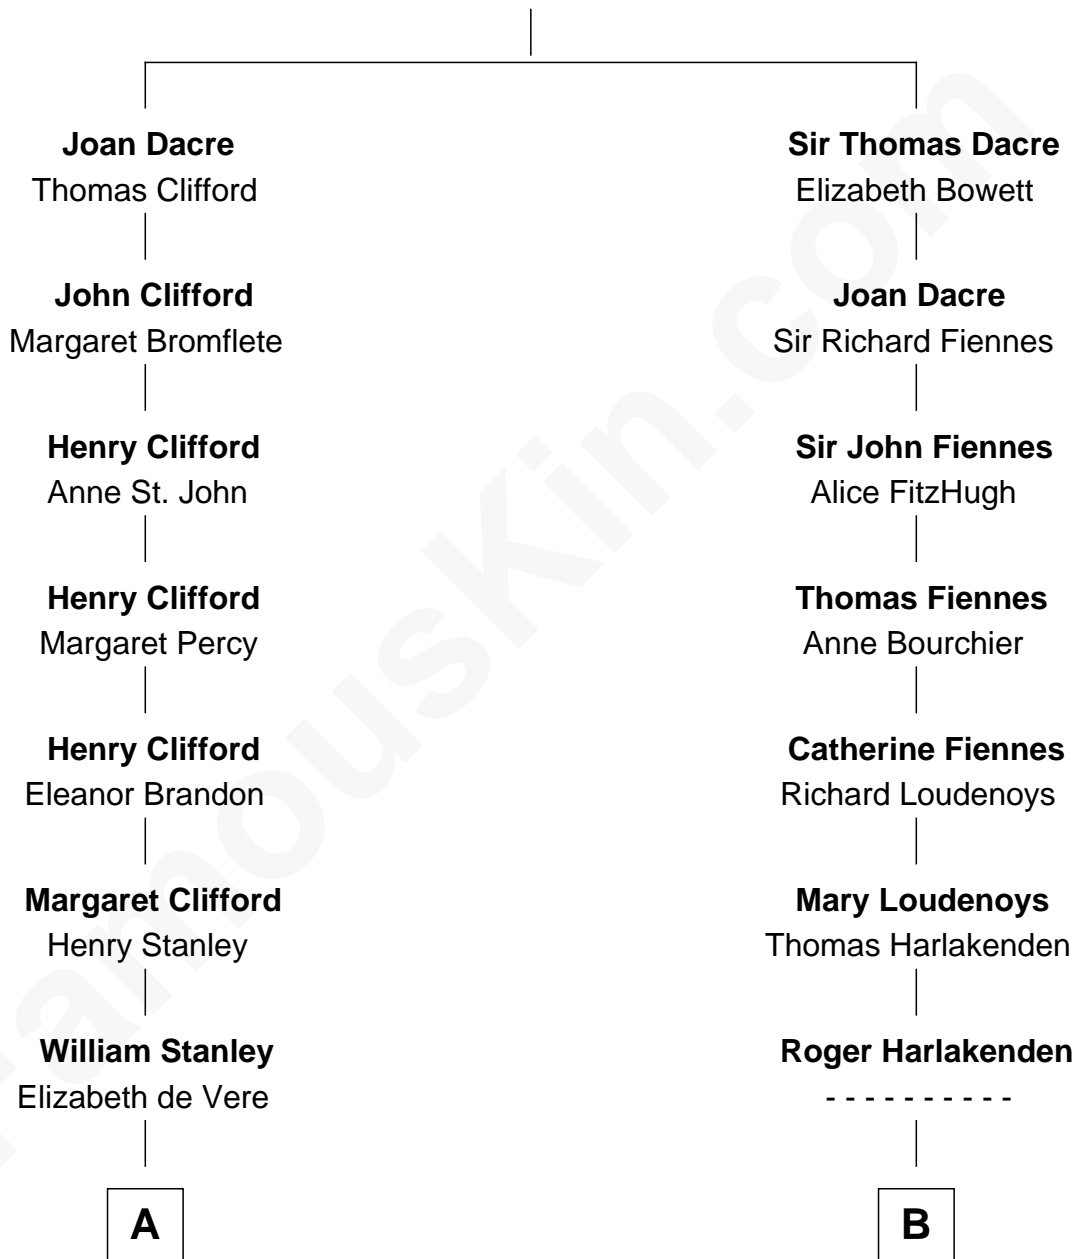 Joan Dacre
Thomas Clifford
John Clifford
Margaret Bromflete
Henry Clifford
Anne St. John
Henry Clifford
Margaret Percy
Henry Clifford
Eleanor Brandon
Margaret Clifford
Henry Stanley
William Stanley
Elizabeth de Vere
A
Sir Thomas Dacre
Elizabeth Bowett
Joan Dacre
Sir Richard Fiennes
Sir John Fiennes
Alice FitzHugh
Thomas Fiennes
Anne Bourchier
Catherine Fiennes
Richard Loudenoys
Mary Loudenoys
Thomas Harlakenden
Roger Harlakenden
- - - - - - - - - -
B
FamousKin.com